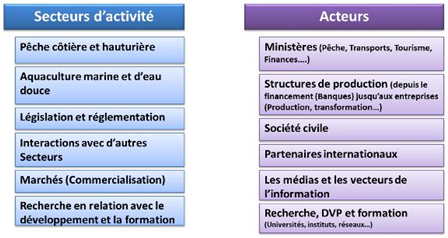 Secteurs d'activité
Pêche côtière et hauturière
Aquaculture marine et d'eau
douce
Législation et réglementation
Interactions avec d'autres
Secteurs
Marchés (Commercialisation)
Recherche en relation avec le
développement et la formation
Acteurs
Ministères (Pêche, Transports, Tourisme,
Finances....)
Structures de production (depuis le
financement (Banques) jusqu'aux entreprises
(Production, transformation...)
Société civile
Partenaires internationaux
Les médias et les vecteurs de
l'information
Recherche, DVP et formation
(Universités, instituts, réseaux...)